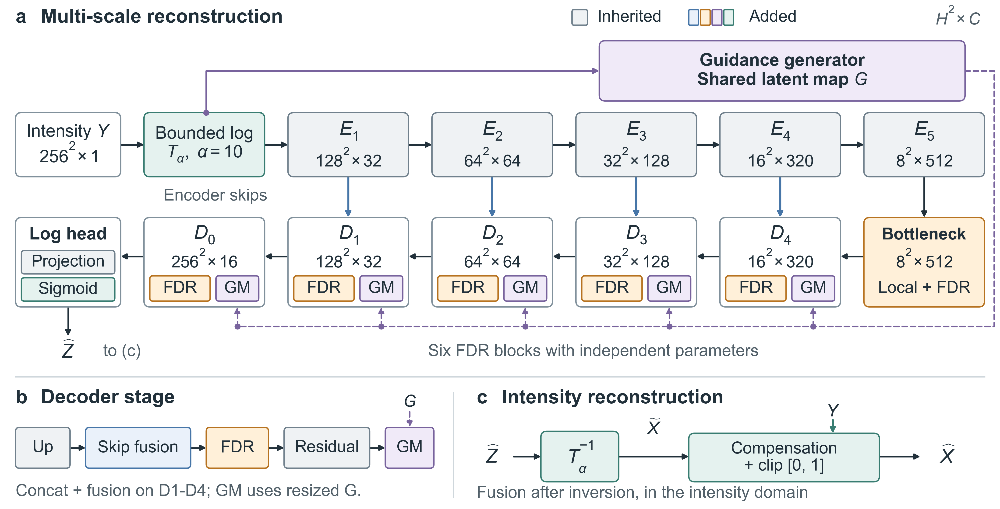 a Multi-scale reconstruction
Inherited
Added
H² × C
Guidance generator
Shared latent map G
Intensity Y
256² × 1
Bounded log
T_α, α = 10
E₁
128² × 32
E₂
64² × 64
E₃
32² × 128
E₄
16² × 320
E₅
8² × 512
Encoder skips
Log head
Projection
Sigmoid
D₀
256² × 16
FDR GM
D₁
128² × 32
FDR GM
D₂
64² × 64
FDR GM
D₃
32² × 128
FDR GM
D₄
16² × 320
FDR GM
Bottleneck
8² × 512
Local + FDR
Ẑ to (c)
Six FDR blocks with independent parameters
b Decoder stage
G
Up
Skip fusion
FDR
Residual
GM
Concat + fusion on D1-D4; GM uses resized G.
c Intensity reconstruction
Y
X̃
Ẑ
T_α⁻¹
Compensation
+ clip [0, 1]
X̂
Fusion after inversion, in the intensity domain